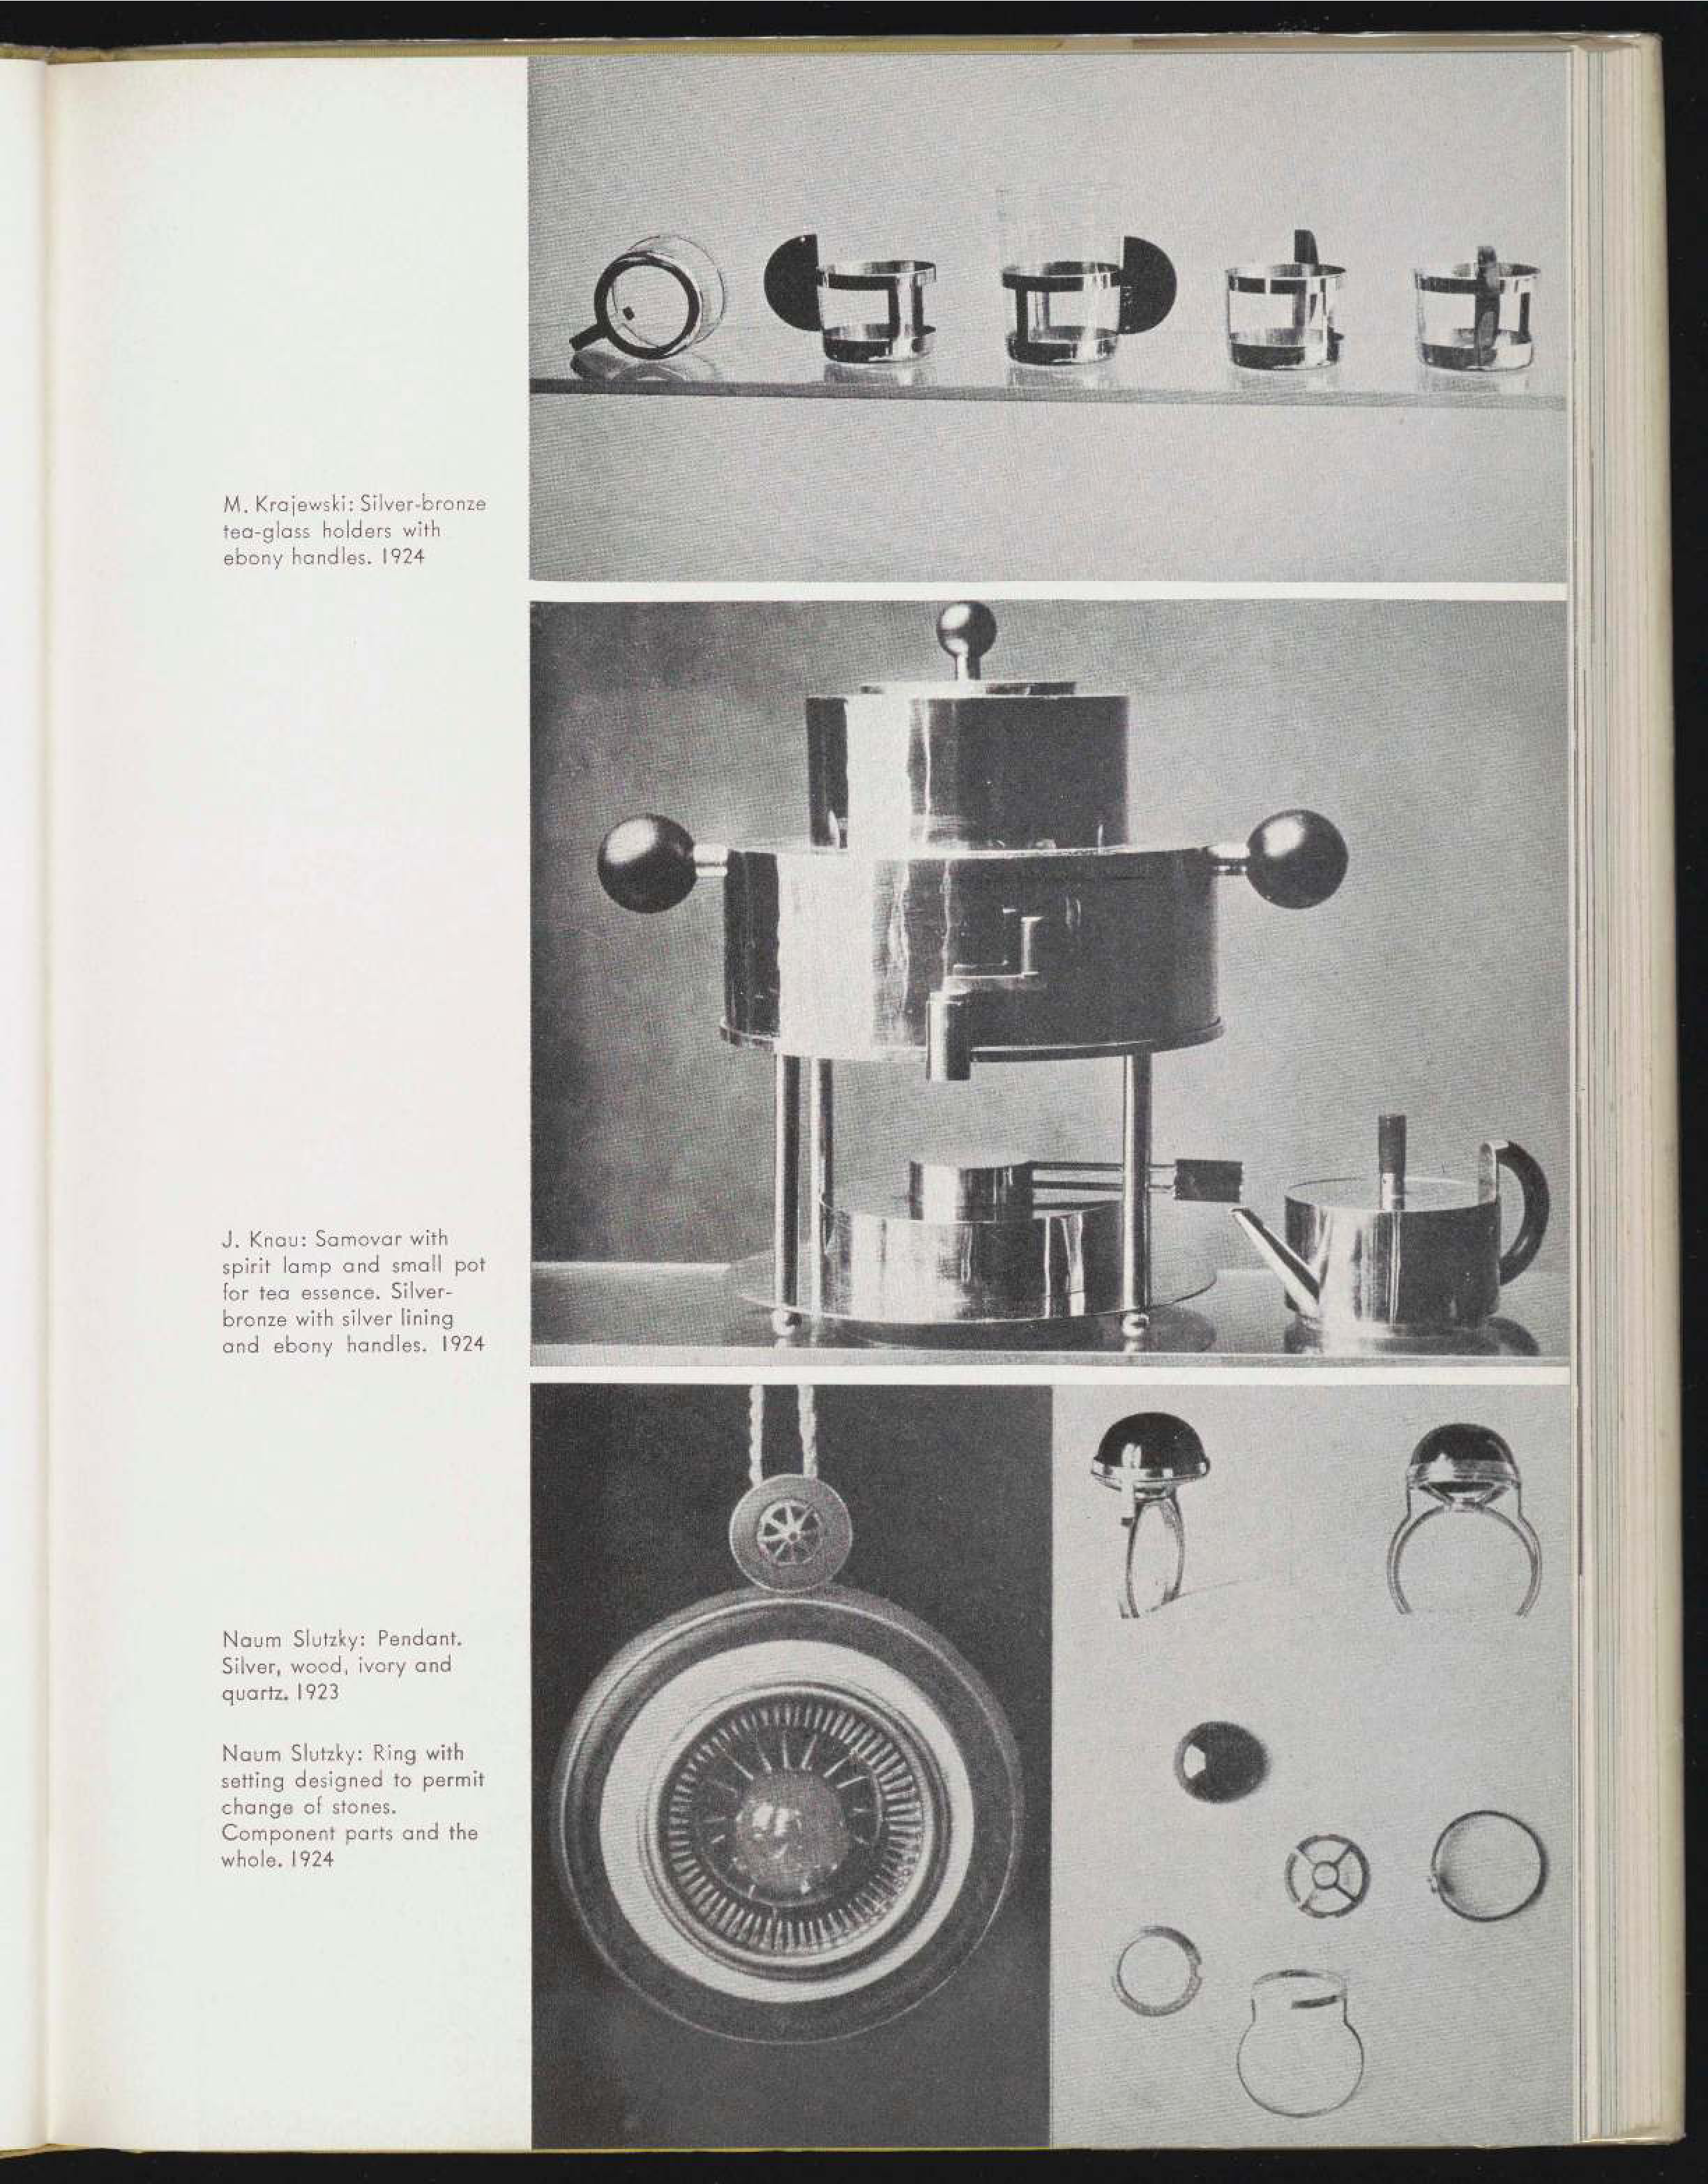 M. Krajewski: Silver-bronze
tea-glass holders with
ebony handles. 1924
J. Knau: Samovar with
spirit lamp and small pot
for tea essence. Silver-
bronze with silver lining
and ebony handles. 1924
Naum Slutzky: Pendant.
Silver, wood, ivory and
quartz. 1923
Naum Slutzky: Ring with
setting designed to permit
change of stones.
Component parts and the
whole. 1924